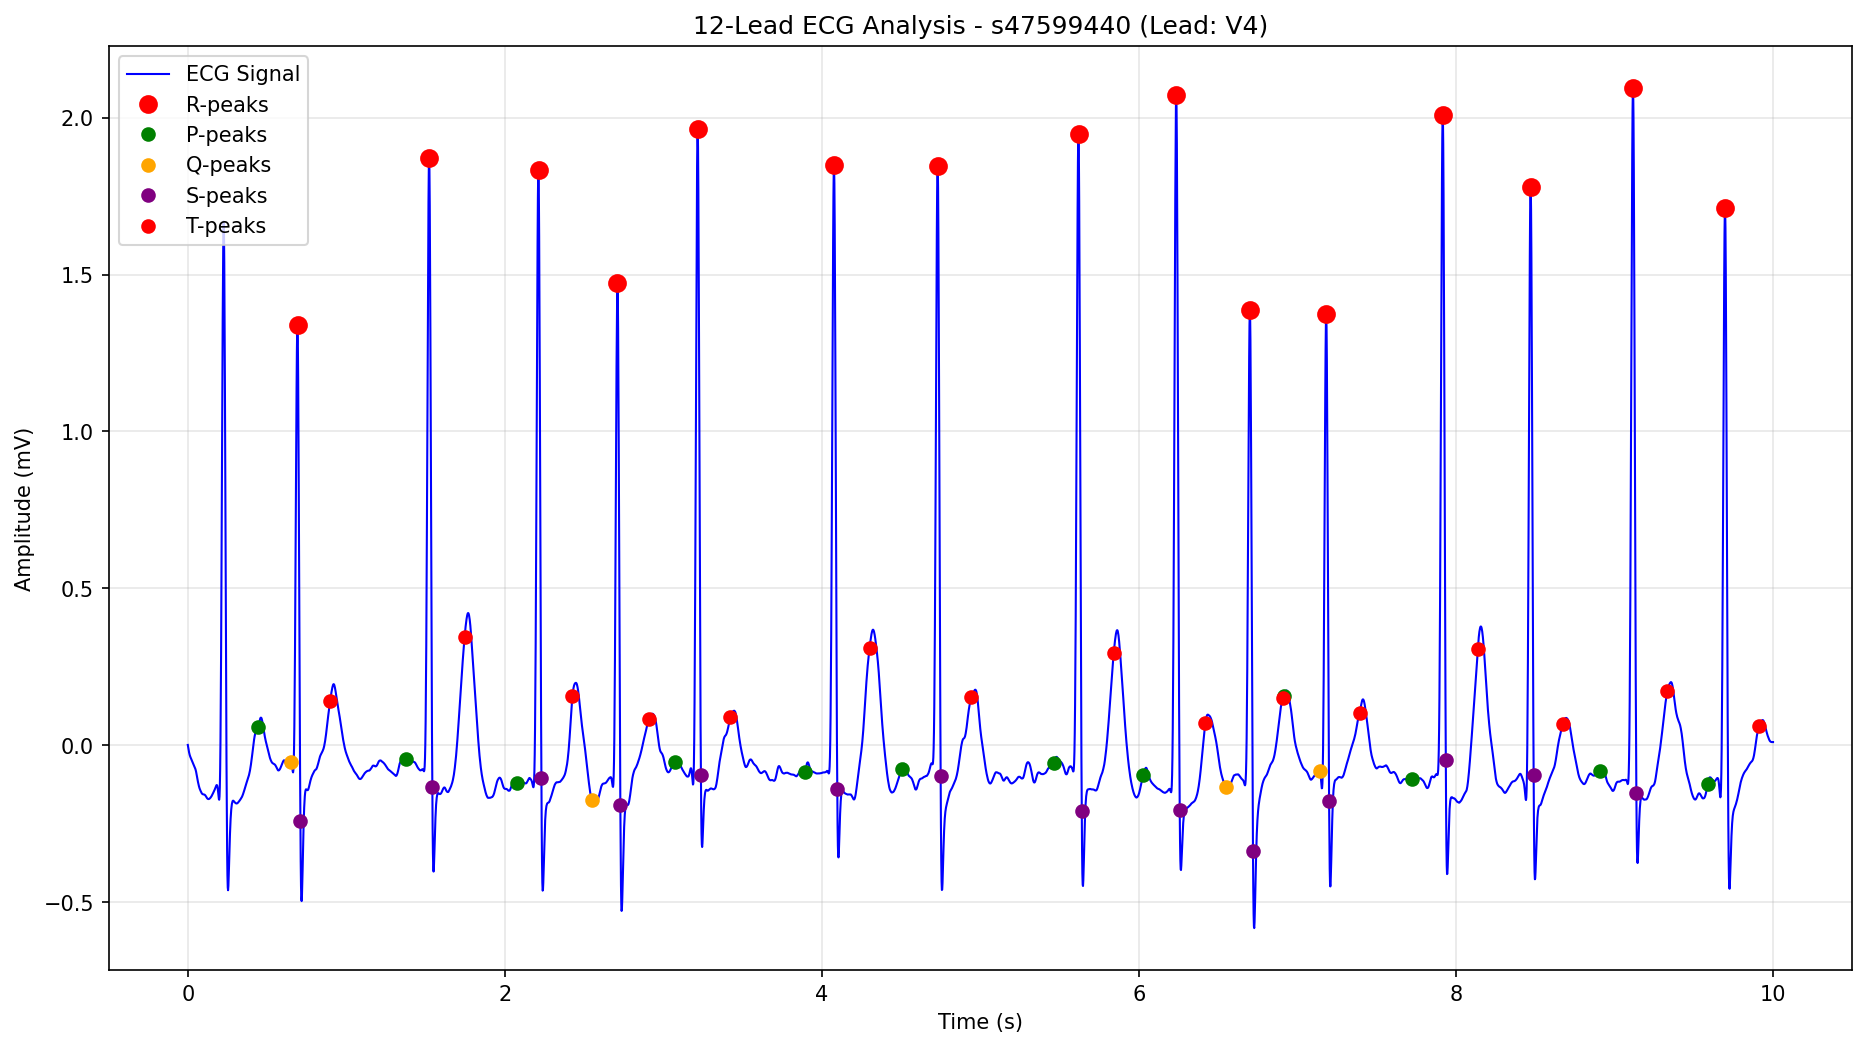 12-Lead ECG Analysis - s47599440 (Lead: V4)
ECG Signal
R-peaks
P-peaks
Q-peaks
S-peaks
T-peaks
2.0
1.5
1.0
0.5
0.0
−0.5
Amplitude (mV)
0 2 4 6 8 10
Time (s)